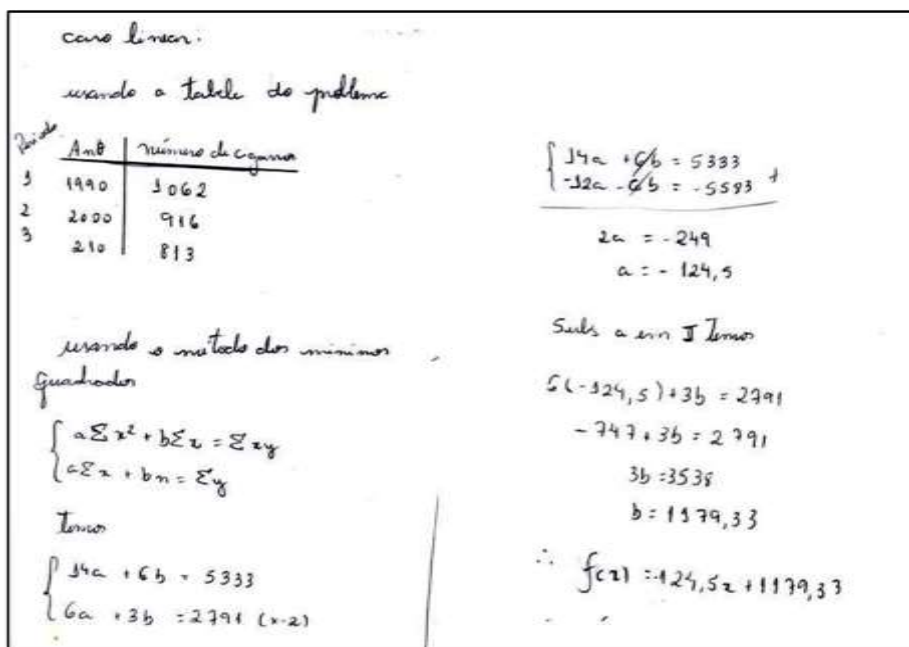 caso linear:
usando a tabela do problema
Período Ano número de cigarros
1 1990 1062
2 2000 916
3 210 813
usando o método dos mínimos
quadrados
{ aΣx² + bΣx = Σxy
{ aΣx + bn = Σy
temos
{ 14a + 6b = 5333
{ 6a + 3b = 2791 (x-2)
{ 14a + 6b = 5333
{ -12a - 6b = -5583 +
2a = -249
a = -124,5
Subs a em II temos
6(-124,5)+3b = 2791
-747+3b = 2791
3b = 3538
b = 1179,33
∴ f(x) = -124,5x + 1179,33